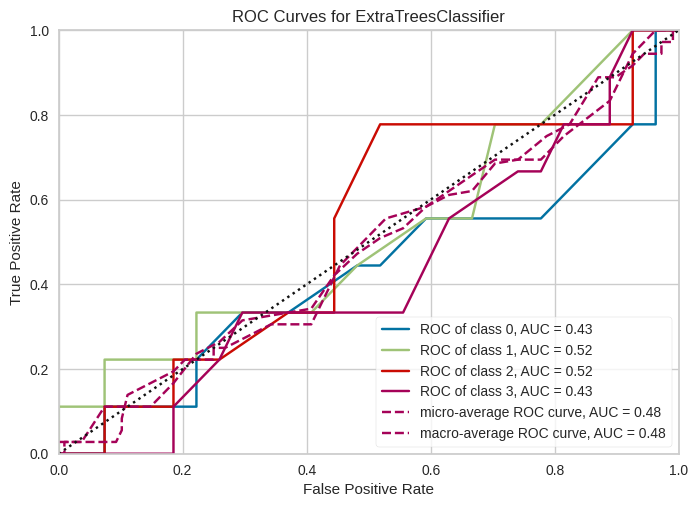 ROC Curves for ExtraTreesClassifier
True Positive Rate
1.0
0.8
0.6
0.4
0.2
0.0
ROC of class 0, AUC = 0.43
ROC of class 1, AUC = 0.52
ROC of class 2, AUC = 0.52
ROC of class 3, AUC = 0.43
micro-average ROC curve, AUC = 0.48
macro-average ROC curve, AUC = 0.48
0.0 0.2 0.4 0.6 0.8 1.0
False Positive Rate